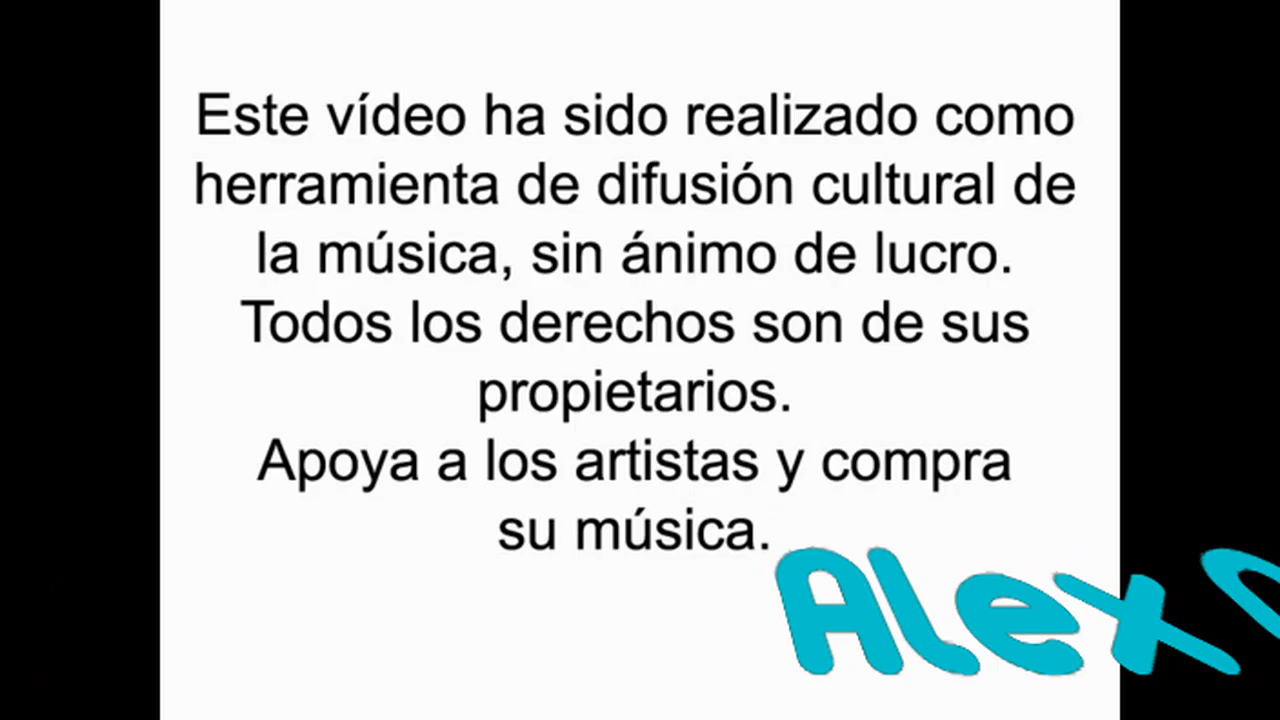 Este vídeo ha sido realizado como
herramienta de difusión cultural de
la música, sin ánimo de lucro.
Todos los derechos son de sus
propietarios.
Apoya a los artistas y compra
su música.
Alex